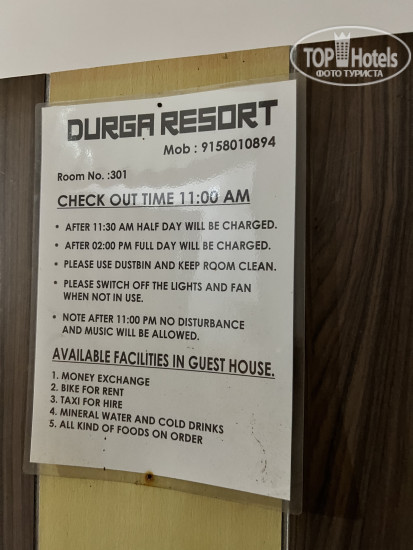 TOP Hotels
ФОТО ТУРИСТА
DURGA RESORT
Mob : 9158010894
Room No. :301
CHECK OUT TIME 11:00 AM
• AFTER 11:30 AM HALF DAY WILL BE CHARGED.
• AFTER 02:00 PM FULL DAY WILL BE CHARGED.
• PLEASE USE DUSTBIN AND KEEP ROOM CLEAN.
• PLEASE SWITCH OFF THE LIGHTS AND FAN
WHEN NOT IN USE.
• NOTE AFTER 11:00 PM NO DISTURBANCE
AND MUSIC WILL BE ALLOWED.
AVAILABLE FACILITIES IN GUEST HOUSE.
1. MONEY EXCHANGE
2. BIKE FOR RENT
3. TAXI FOR HIRE
4. MINERAL WATER AND COLD DRINKS
5. ALL KIND OF FOODS ON ORDER